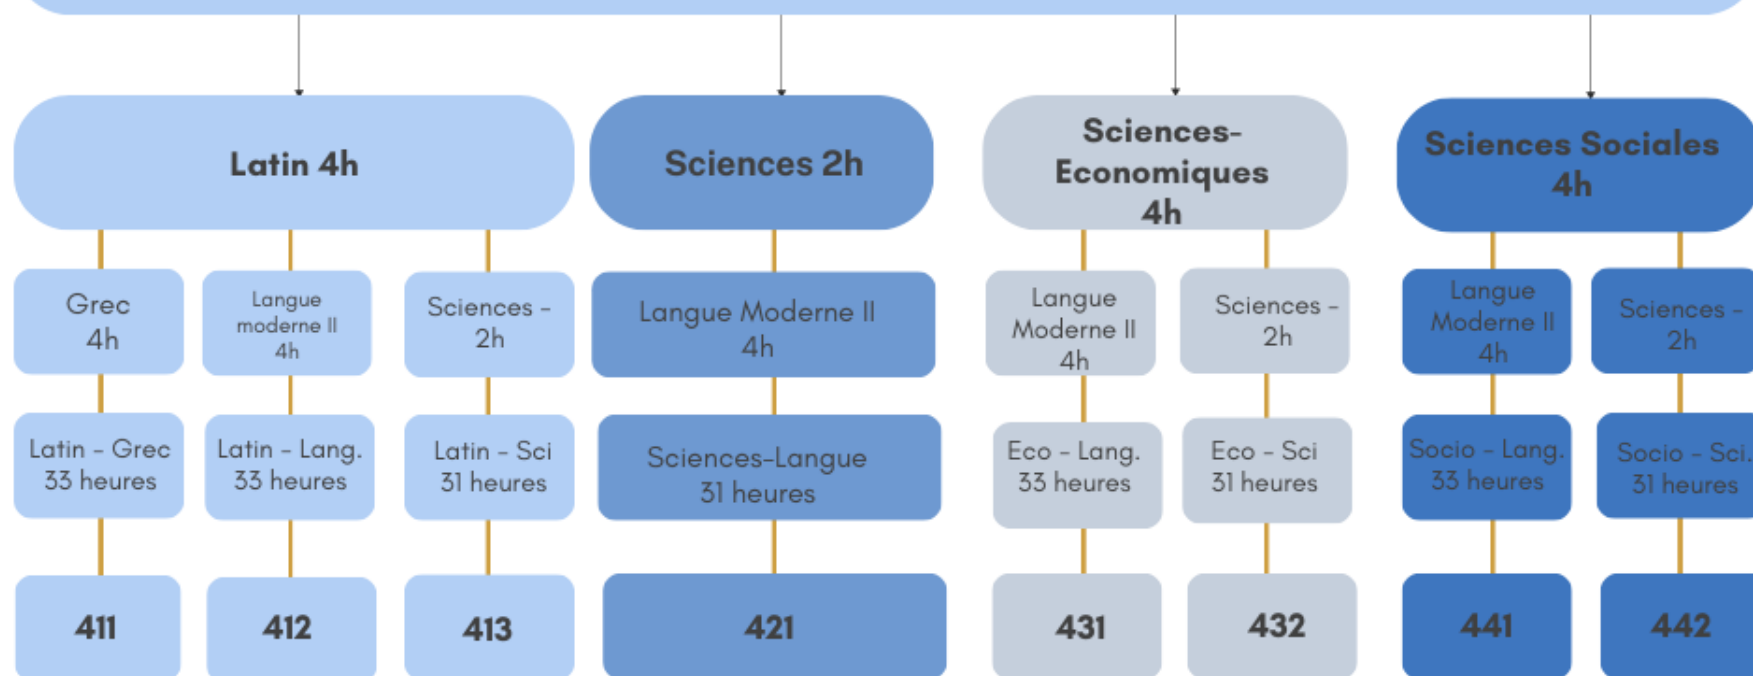 Latin 4h
Sciences 2h
Sciences-
Economiques
4h
Sciences Sociales
4h
Grec
4h
Langue
moderne II
4h
Sciences -
2h
Langue Moderne II
4h
Langue
Moderne II
4h
Sciences -
2h
Langue
Moderne II
4h
Sciences -
2h
Latin - Grec
33 heures
Latin - Lang.
33 heures
Latin - Sci
31 heures
Sciences-Langue
31 heures
Eco - Lang.
33 heures
Eco - Sci
31 heures
Socio - Lang.
33 heures
Socio - Sci.
31 heures
411
412
413
421
431
432
441
442